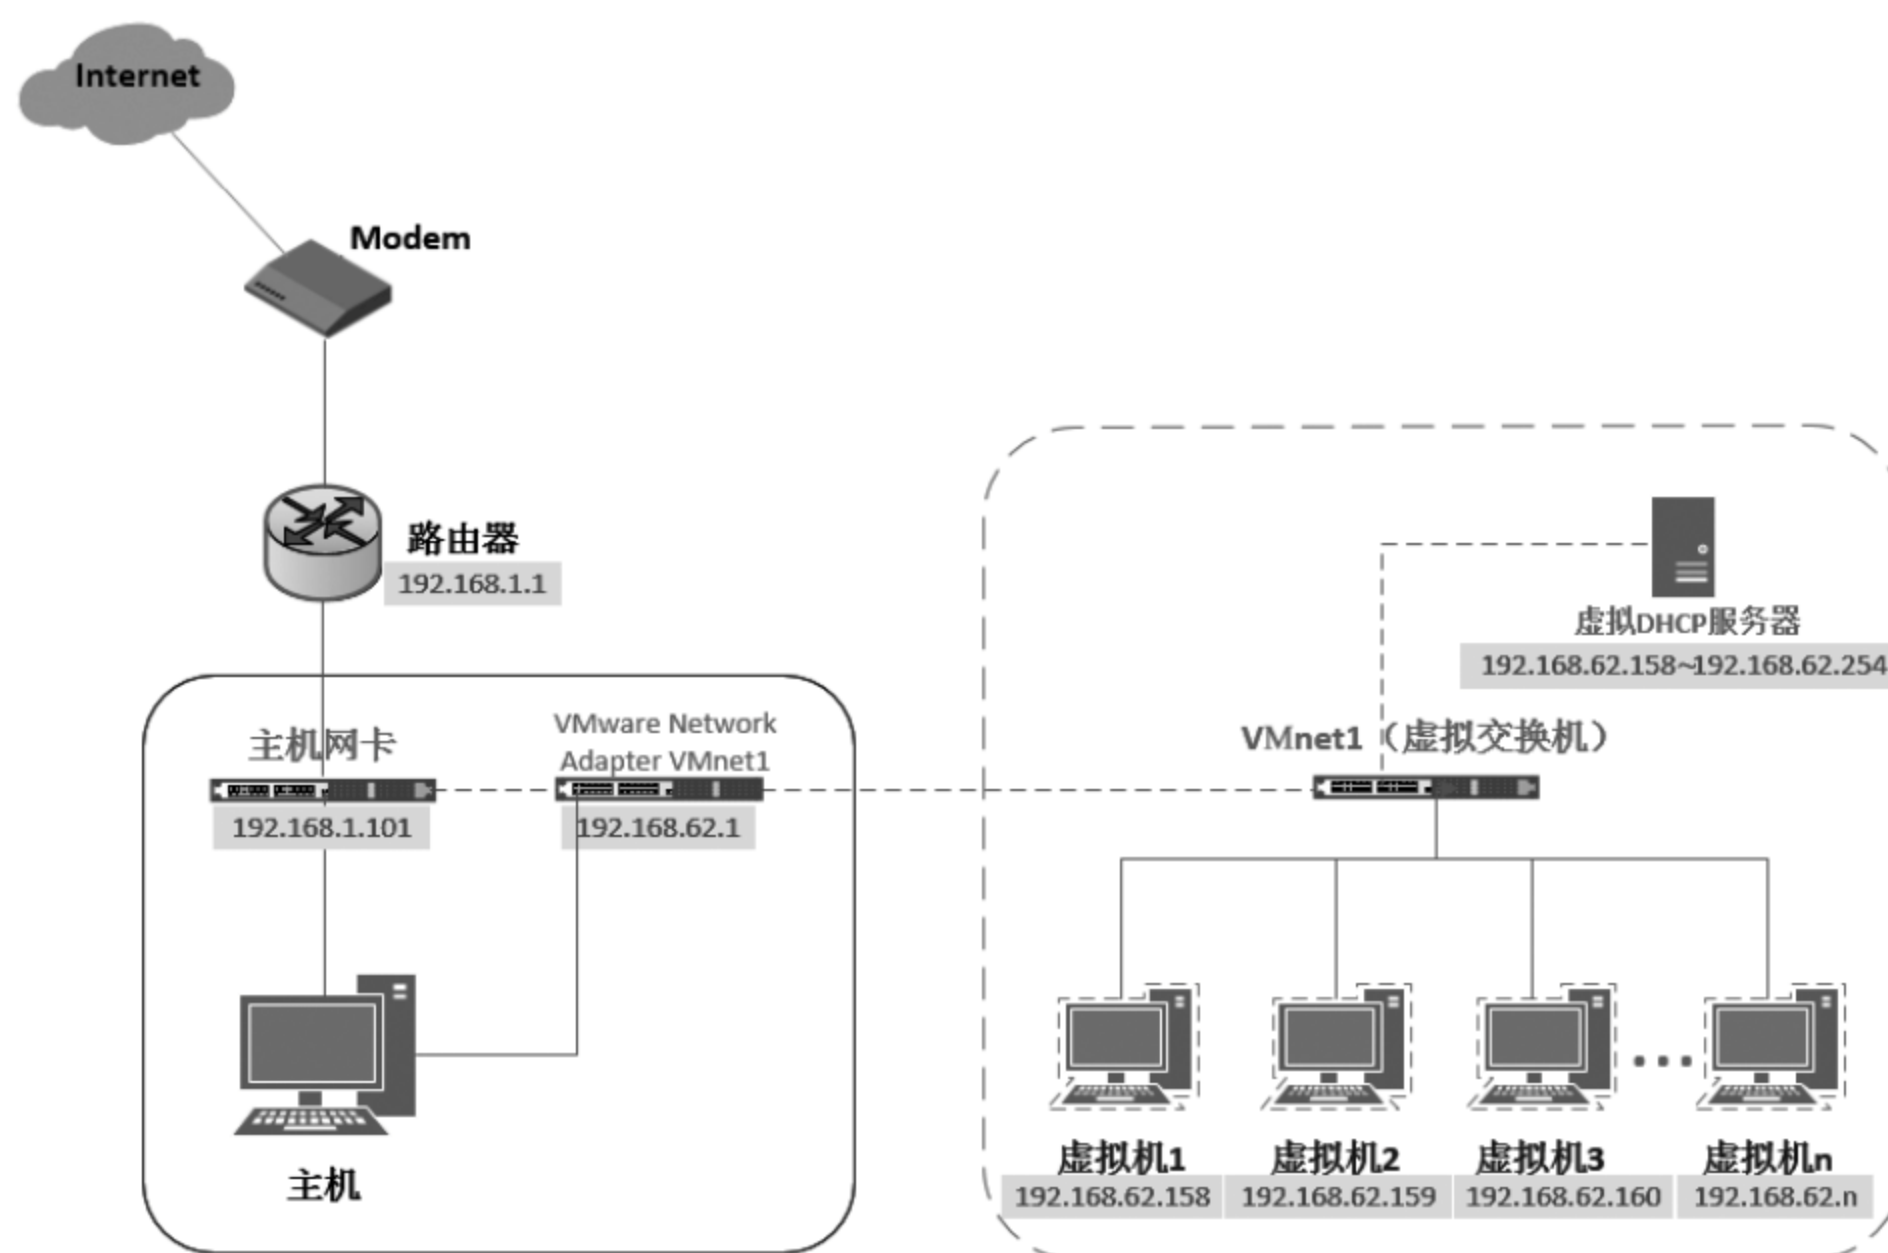 Internet
Modem
路由器
192.168.1.1
虚拟DHCP服务器
192.168.62.158~192.168.62.254
主机网卡
192.168.1.101
VMware Network
Adapter VMnet1
192.168.62.1
VMnet1（虚拟交换机）
主机
虚拟机1
192.168.62.158
虚拟机2
192.168.62.159
虚拟机3
192.168.62.160
虚拟机n
192.168.62.n